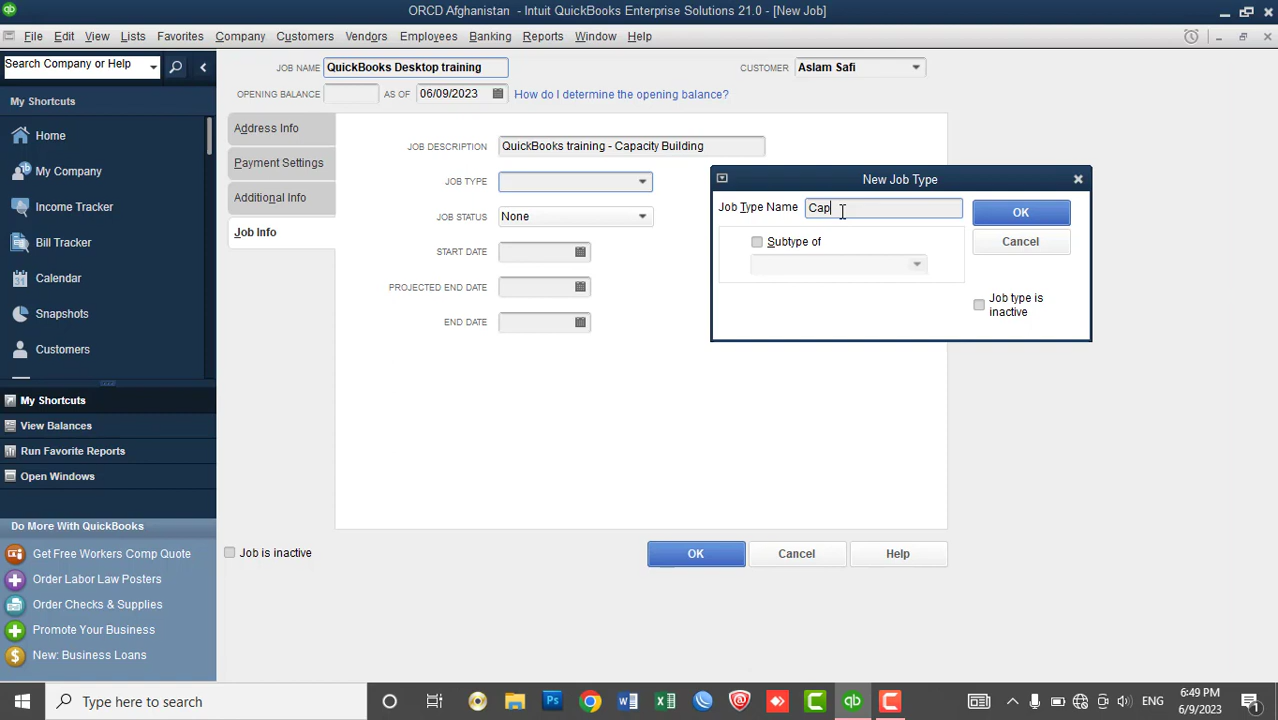 ORCD Afghanistan - Intuit QuickBooks Enterprise Solutions 21.0 - [New Job]
File Edit View Lists Favorites Company Customers Vendors Employees Banking Reports Window Help
Search Company or Help
My Shortcuts
Home
My Company
Income Tracker
Bill Tracker
Calendar
Snapshots
Customers
My Shortcuts
View Balances
Run Favorite Reports
Open Windows
Do More With QuickBooks
Get Free Workers Comp Quote
Order Labor Law Posters
Order Checks & Supplies
Promote Your Business
New: Business Loans
JOB NAME QuickBooks Desktop training
CUSTOMER Aslam Safi
OPENING BALANCE AS OF 06/09/2023 How do I determine the opening balance?
Address Info
Payment Settings
Additional Info
Job Info
JOB DESCRIPTION QuickBooks training - Capacity Building
JOB TYPE
JOB STATUS None
START DATE
PROJECTED END DATE
END DATE
New Job Type
Job Type Name Cap
OK
Subtype of
Cancel
Job type is
inactive
Job is inactive
OK Cancel Help
Type here to search
Ps
ENG
6:49 PM
6/9/2023
1